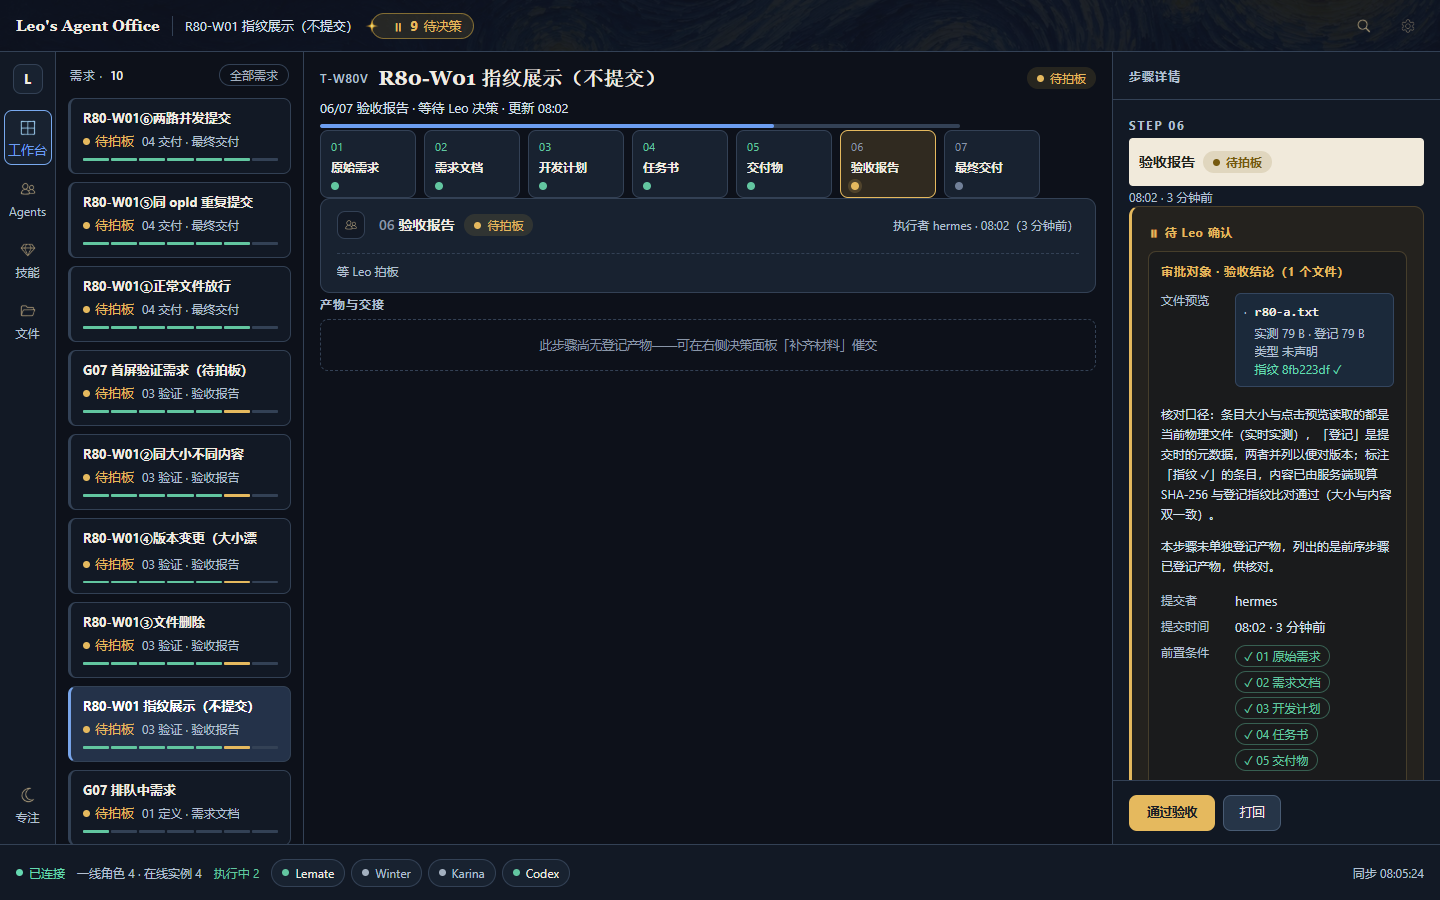 Leo's Agent Office
R80-W01 指纹展示（不提交）
9 待决策
L
工作台
Agents
技能
文件
专注
需求 · 10
全部需求
R80-W01⑥两路并发提交
待拍板 04 交付 · 最终交付
R80-W01⑤同 opId 重复提交
待拍板 04 交付 · 最终交付
R80-W01①正常文件放行
待拍板 04 交付 · 最终交付
G07 首屏验证需求（待拍板）
待拍板 03 验证 · 验收报告
R80-W01②同大小不同内容
待拍板 03 验证 · 验收报告
R80-W01④版本变更（大小漂
待拍板 03 验证 · 验收报告
R80-W01③文件删除
待拍板 03 验证 · 验收报告
R80-W01 指纹展示（不提交）
待拍板 03 验证 · 验收报告
G07 排队中需求
待拍板 01 定义 · 需求文档
T-W80V R80-W01 指纹展示（不提交）
待拍板
06/07 验收报告 · 等待 Leo 决策 · 更新 08:02
01
原始需求
02
需求文档
03
开发计划
04
任务书
05
交付物
06
验收报告
07
最终交付
06 验收报告 待拍板
执行者 hermes · 08:02（3 分钟前）
等 Leo 拍板
产物与交接
此步骤尚无登记产物——可在右侧决策面板「补齐材料」催交
步骤详情
STEP 06
验收报告 待拍板
08:02 · 3 分钟前
待 Leo 确认
审批对象 · 验收结论（1 个文件）
文件预览
· r80-a.txt
实测 79 B · 登记 79 B
类型 未声明
指纹 8fb223df ✓
核对口径：条目大小与点击预览读取的都是
当前物理文件（实时实测），「登记」是提
交时的元数据，两者并列以便对版本；标注
「指纹 ✓」的条目，内容已由服务端现算
SHA-256 与登记指纹比对通过（大小与内容
双一致）。
本步骤未单独登记产物，列出的是前序步骤
已登记产物，供核对。
提交者 hermes
提交时间 08:02 · 3 分钟前
前置条件 ✓ 01 原始需求
✓ 02 需求文档
✓ 03 开发计划
✓ 04 任务书
✓ 05 交付物
通过验收
打回
已连接 一线角色 4 · 在线实例 4 执行中 2
Lemate
Winter
Karina
Codex
同步 08:05:24